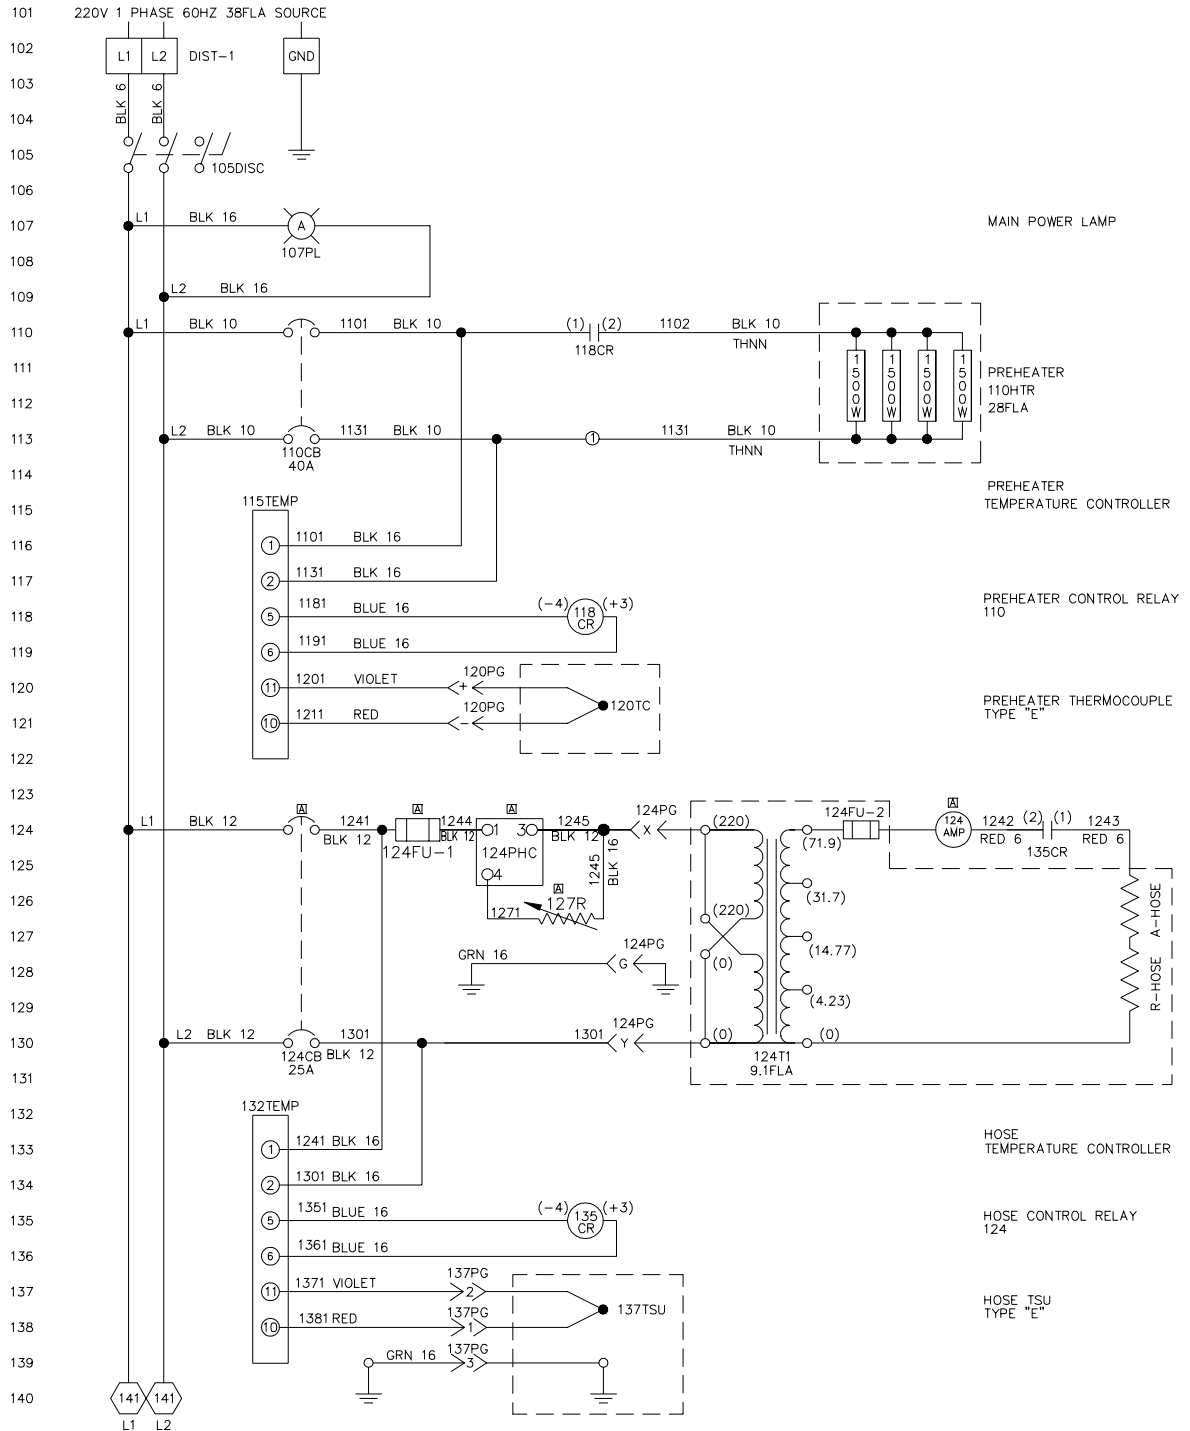 101 220V 1 PHASE 60HZ 38FLA SOURCE
102 L1 L2 DIST-1 GND
103
BLK 6 BLK 6
104
105 105DISC
106
107 L1 BLK 16 A MAIN POWER LAMP
107PL
108
109 L2 BLK 16
110 L1 BLK 10 1101 BLK 10 (1) (2) 1102 BLK 10
118CR THNN
111 1500W 1500W 1500W 1500W PREHEATER
110HTR
112 28FLA
113 L2 BLK 10 1131 BLK 10 1 1131 BLK 10
110CB THNN
40A
114
PREHEATER
TEMPERATURE CONTROLLER
115 115TEMP
116 1 1101 BLK 16
117 2 1131 BLK 16
118 5 1181 BLUE 16 (-4) 118 CR (+3) PREHEATER CONTROL RELAY
110
119 6 1191 BLUE 16
120 11 1201 VIOLET 120PG +
120TC PREHEATER THERMOCOUPLE
TYPE "E"
121 10 1211 RED 120PG -
122
123
124 L1 BLK 12 A 1241 A 1244 A 1245 124PG (220) 124FU-2 A
BLK 12 BLK 12 1 3 BLK 12 X (71.9) 124 AMP 1242 (2) (1) 1243
124FU-1 124PHC RED 6 135CR RED 6
125 4 1245 BLK 16
126 A 127R (31.7) A-HOSE
1271 (220)
127 124PG (14.77)
128 GRN 16 G (0) R-HOSE
129 (4.23)
130 L2 BLK 12 1301 1301 124PG Y (0) (0)
124CB BLK 12 124T1
25A 9.1FLA
131
132 132TEMP
133 1 1241 BLK 16 HOSE
TEMPERATURE CONTROLLER
134 2 1301 BLK 16
135 5 1351 BLUE 16 (-4) 135 CR (+3) HOSE CONTROL RELAY
124
136 6 1361 BLUE 16
137 11 1371 VIOLET 137PG 2
137TSU HOSE TSU
TYPE "E"
138 10 1381 RED 137PG 1
139 GRN 16 137PG 3
140 141 141
L1 L2